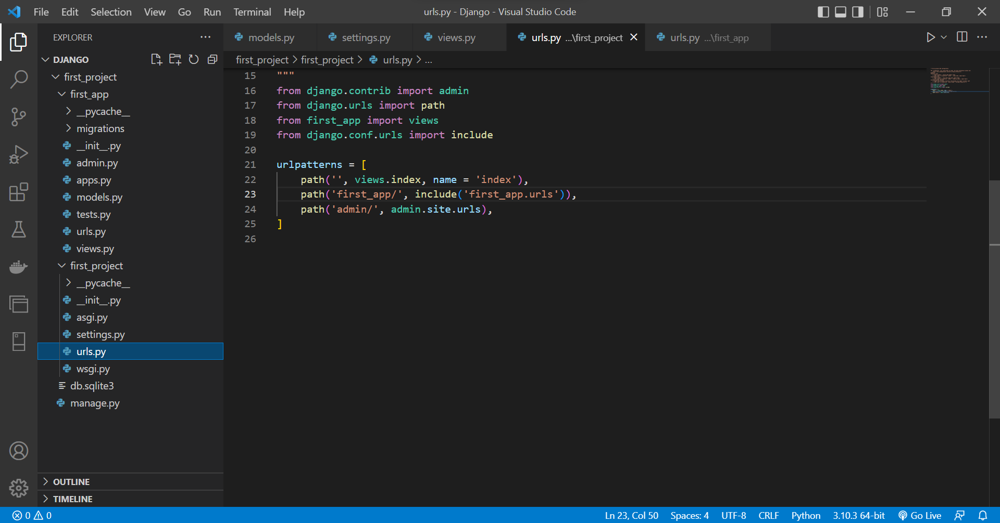 File Edit Selection View Go Run Terminal Help
urls.py - Django - Visual Studio Code
EXPLORER
DJANGO
first_project
first_app
__pycache__
migrations
__init__.py
admin.py
apps.py
models.py
tests.py
urls.py
views.py
first_project
__pycache__
__init__.py
asgi.py
settings.py
urls.py
wsgi.py
db.sqlite3
manage.py
OUTLINE
TIMELINE
models.py settings.py views.py urls.py ...\first_project urls.py ...\first_app
first_project > first_project > urls.py > ...
15 """
16 from django.contrib import admin
17 from django.urls import path
18 from first_app import views
19 from django.conf.urls import include
20
21 urlpatterns = [
22     path('', views.index, name = 'index'),
23     path('first_app/', include('first_app.urls')),
24     path('admin/', admin.site.urls),
25 ]
26
0 0 Ln 23, Col 50 Spaces: 4 UTF-8 CRLF Python 3.10.3 64-bit Go Live